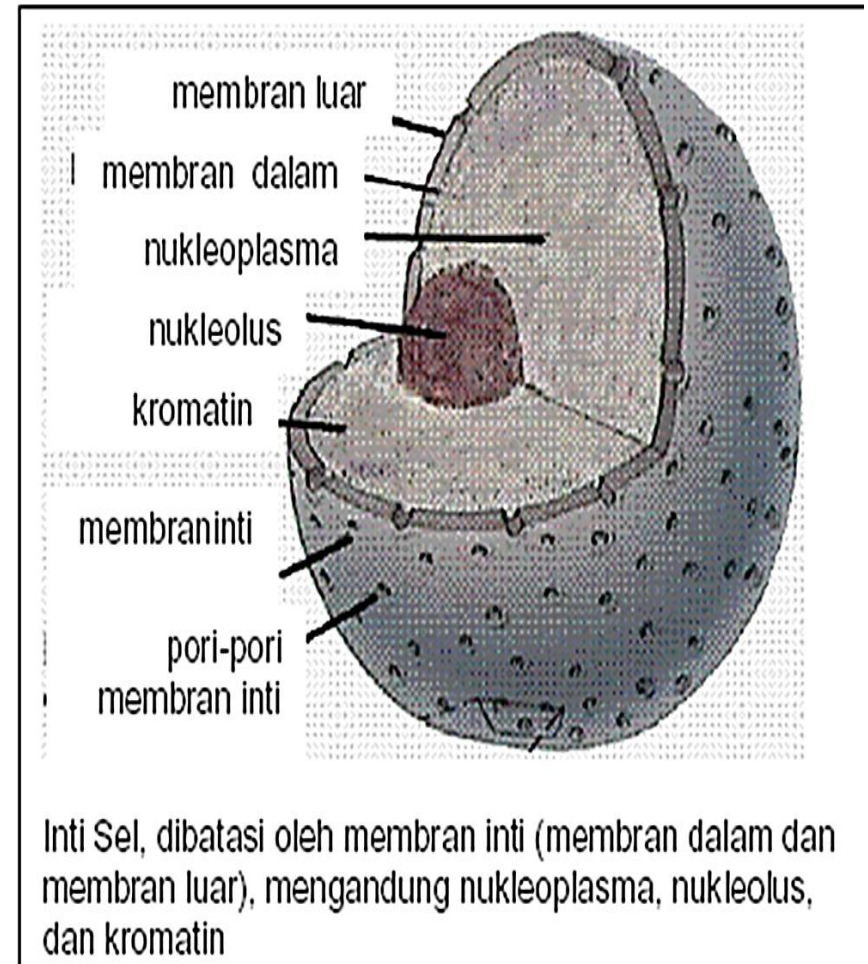 membran luar
membran dalam
nukleoplasma
nukleolus
kromatin
membraninti
pori-pori
membran inti
Inti Sel, dibatasi oleh membran inti (membran dalam dan
membran luar), mengandung nukleoplasma, nukleolus,
dan kromatin